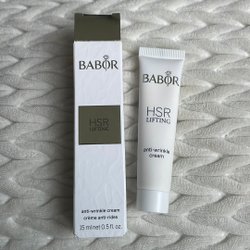 BABOR
HSR
LIFTING
anti-wrinkle cream
crème anti-rides
15 ml net (0.5 fl. oz.)
BABOR
HSR
LIFTING
anti-wrinkle
cream